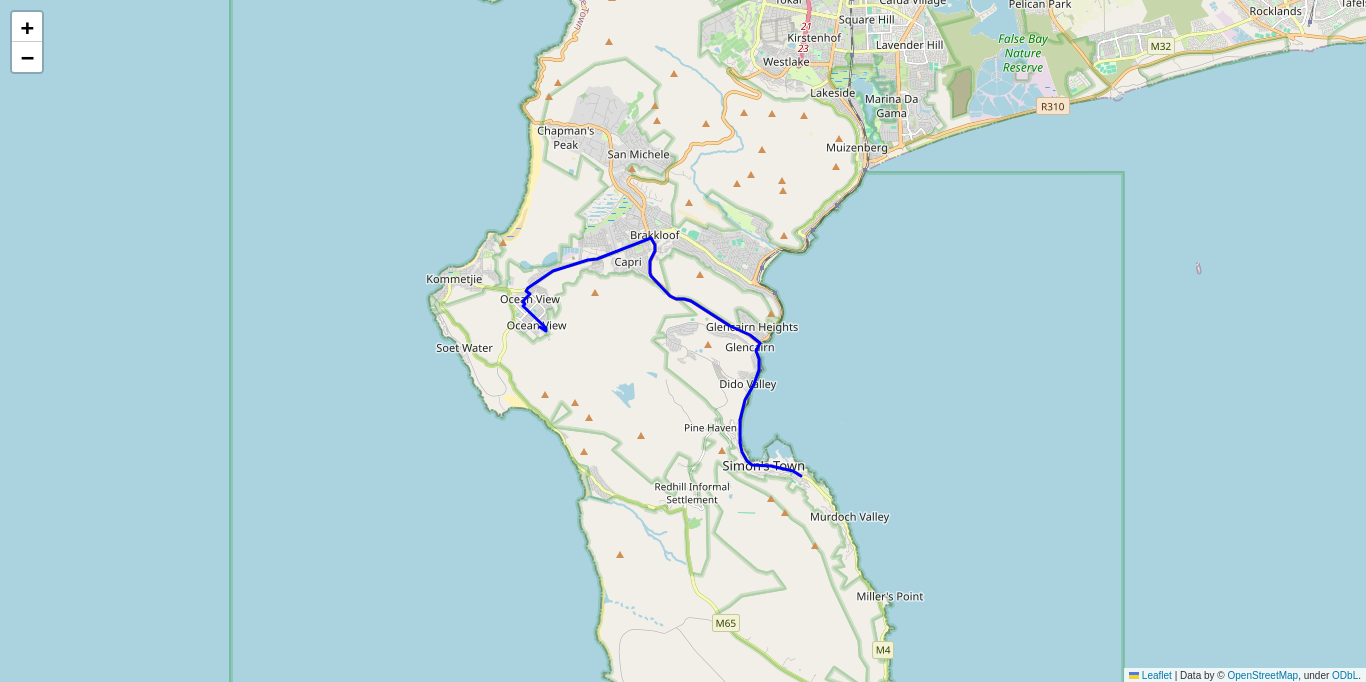 +
−
Square Hill
Pelican Park
Rocklands
21
23
Kirstenhof
Lavender Hill
False Bay
Nature
Reserve
M32
Westlake
Lakeside
Marina Da
Gama
R310
Chapman's
Peak
San Michele
Muizenberg
Brakkloof
Capri
Kommetjie
Ocean View
Ocean View
Glencairn Heights
Glencairn
Soet Water
Dido Valley
Pine Haven
Simon's Town
Redhill Informal
Settlement
Murdoch Valley
Miller's Point
M65
M4
Leaflet | Data by © OpenStreetMap, under ODbL.